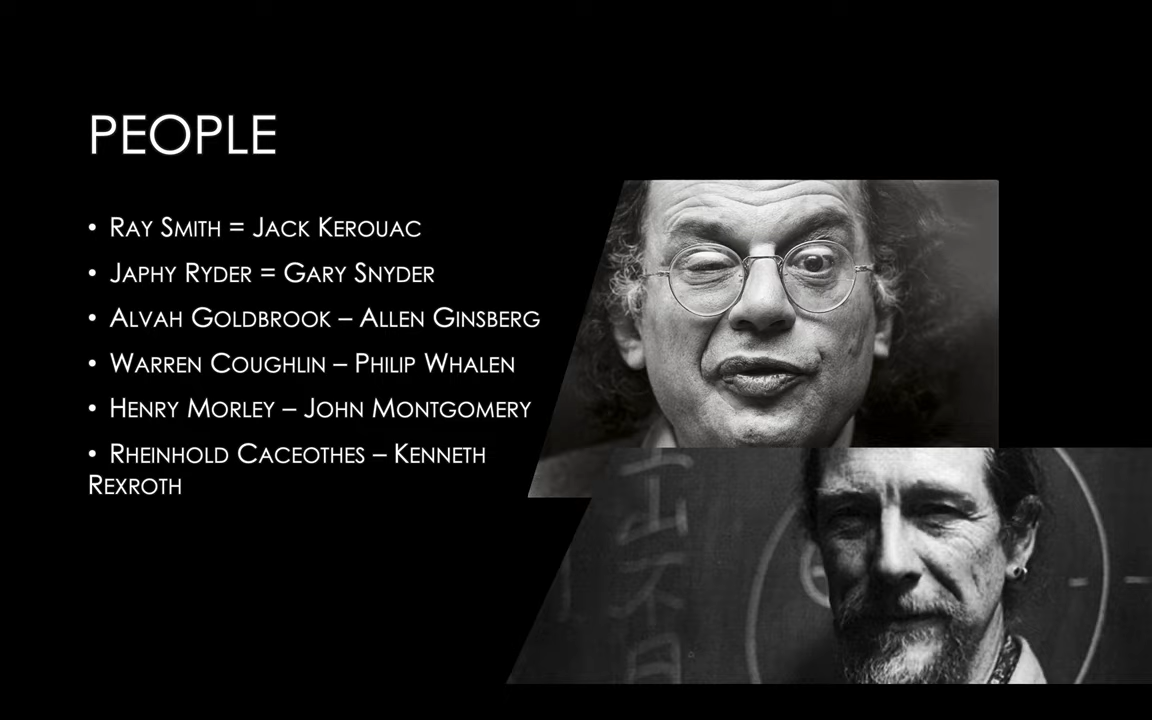 PEOPLE
• RAY SMITH = JACK KEROUAC
• JAPHY RYDER = GARY SNYDER
• ALVAH GOLDBROOK – ALLEN GINSBERG
• WARREN COUGHLIN – PHILIP WHALEN
• HENRY MORLEY – JOHN MONTGOMERY
• RHEINHOLD CACEOTHES – KENNETH
REXROTH